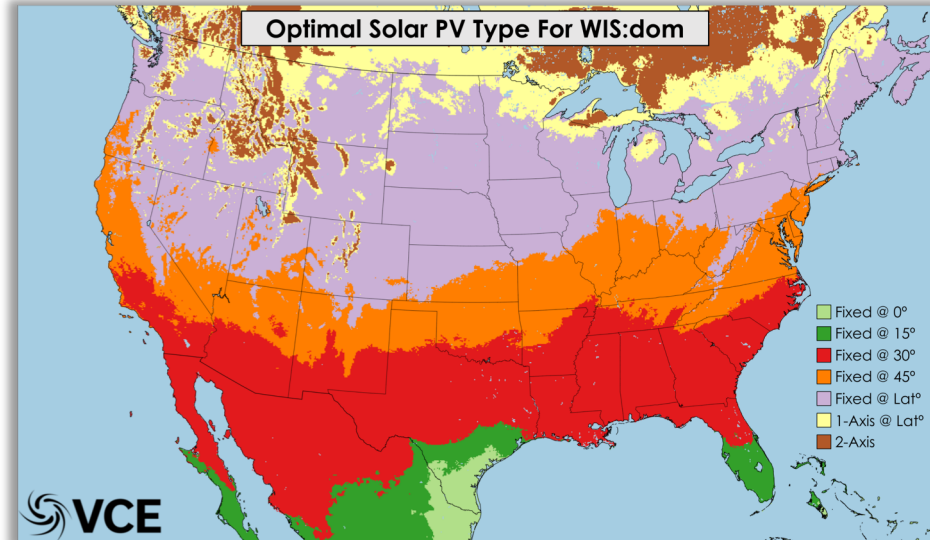 Optimal Solar PV Type For WIS:dom
Fixed @ 0º
Fixed @ 15º
Fixed @ 30º
Fixed @ 45º
Fixed @ Latº
1-Axis @ Latº
2-Axis
VCE